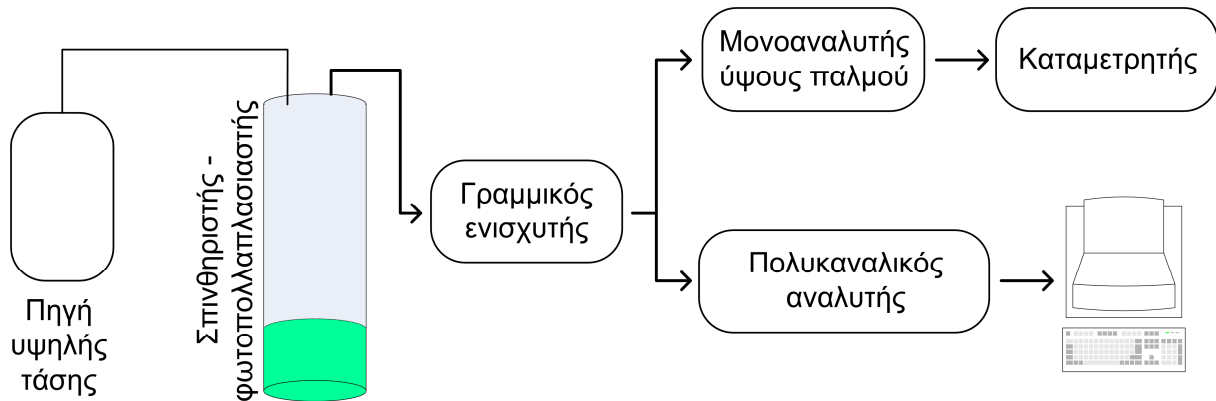 Πηγή
υψηλής
τάσης
Σπινθηριστής -
φωτοπολλαπλασιαστής
Γραμμικός
ενισχυτής
Μονοαναλυτής
ύψους παλμού
Καταμετρητής
Πολυκαναλικός
αναλυτής